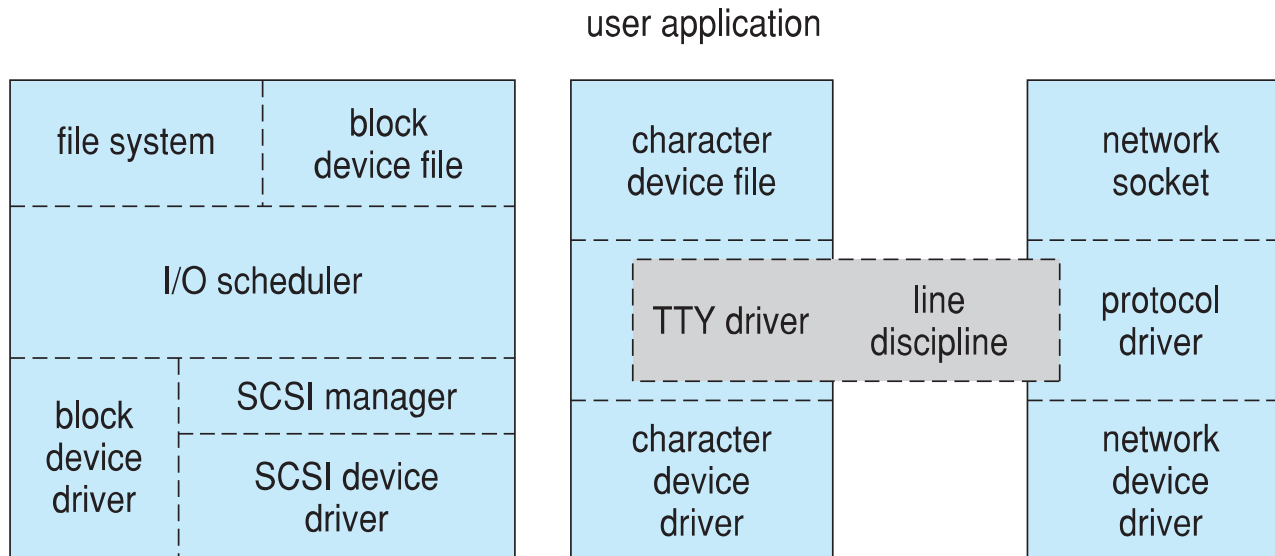 user application
file system
block
device file
I/O scheduler
block
device
driver
SCSI manager
SCSI device
driver
character
device file
TTY driver
line
discipline
character
device
driver
network
socket
protocol
driver
network
device
driver